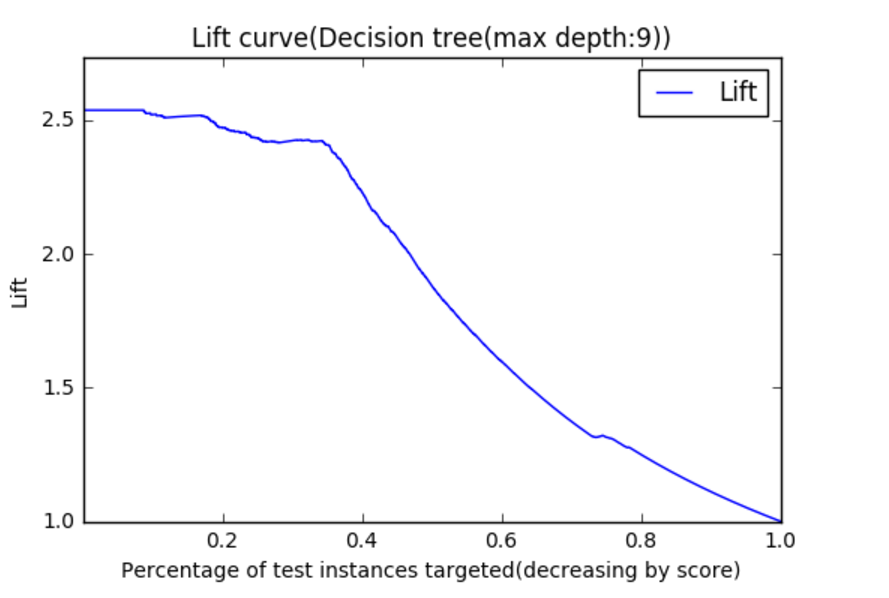 Lift curve(Decision tree(max depth:9))
Lift
2.5
2.0
1.5
1.0
Lift
0.2 0.4 0.6 0.8 1.0
Percentage of test instances targeted(decreasing by score)